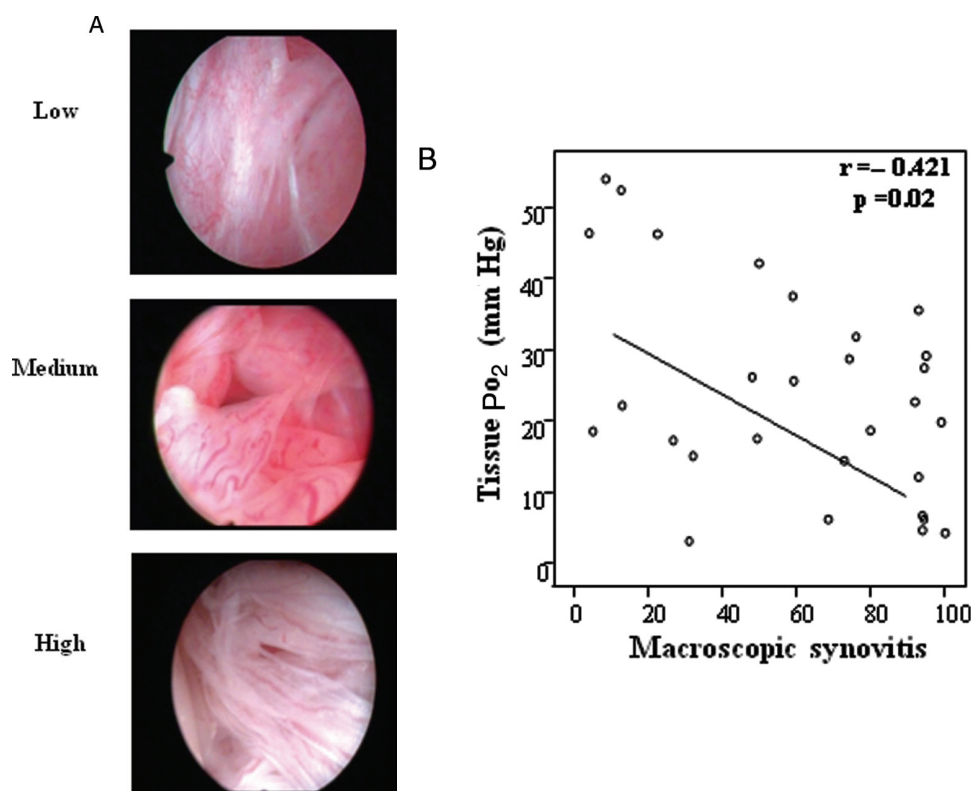 A
Low
Medium
High
B
r =– 0.421
p =0.02
Tissue Po2 (mm Hg)
50
40
30
20
10
0
0 20 40 60 80 100
Macroscopic synovitis